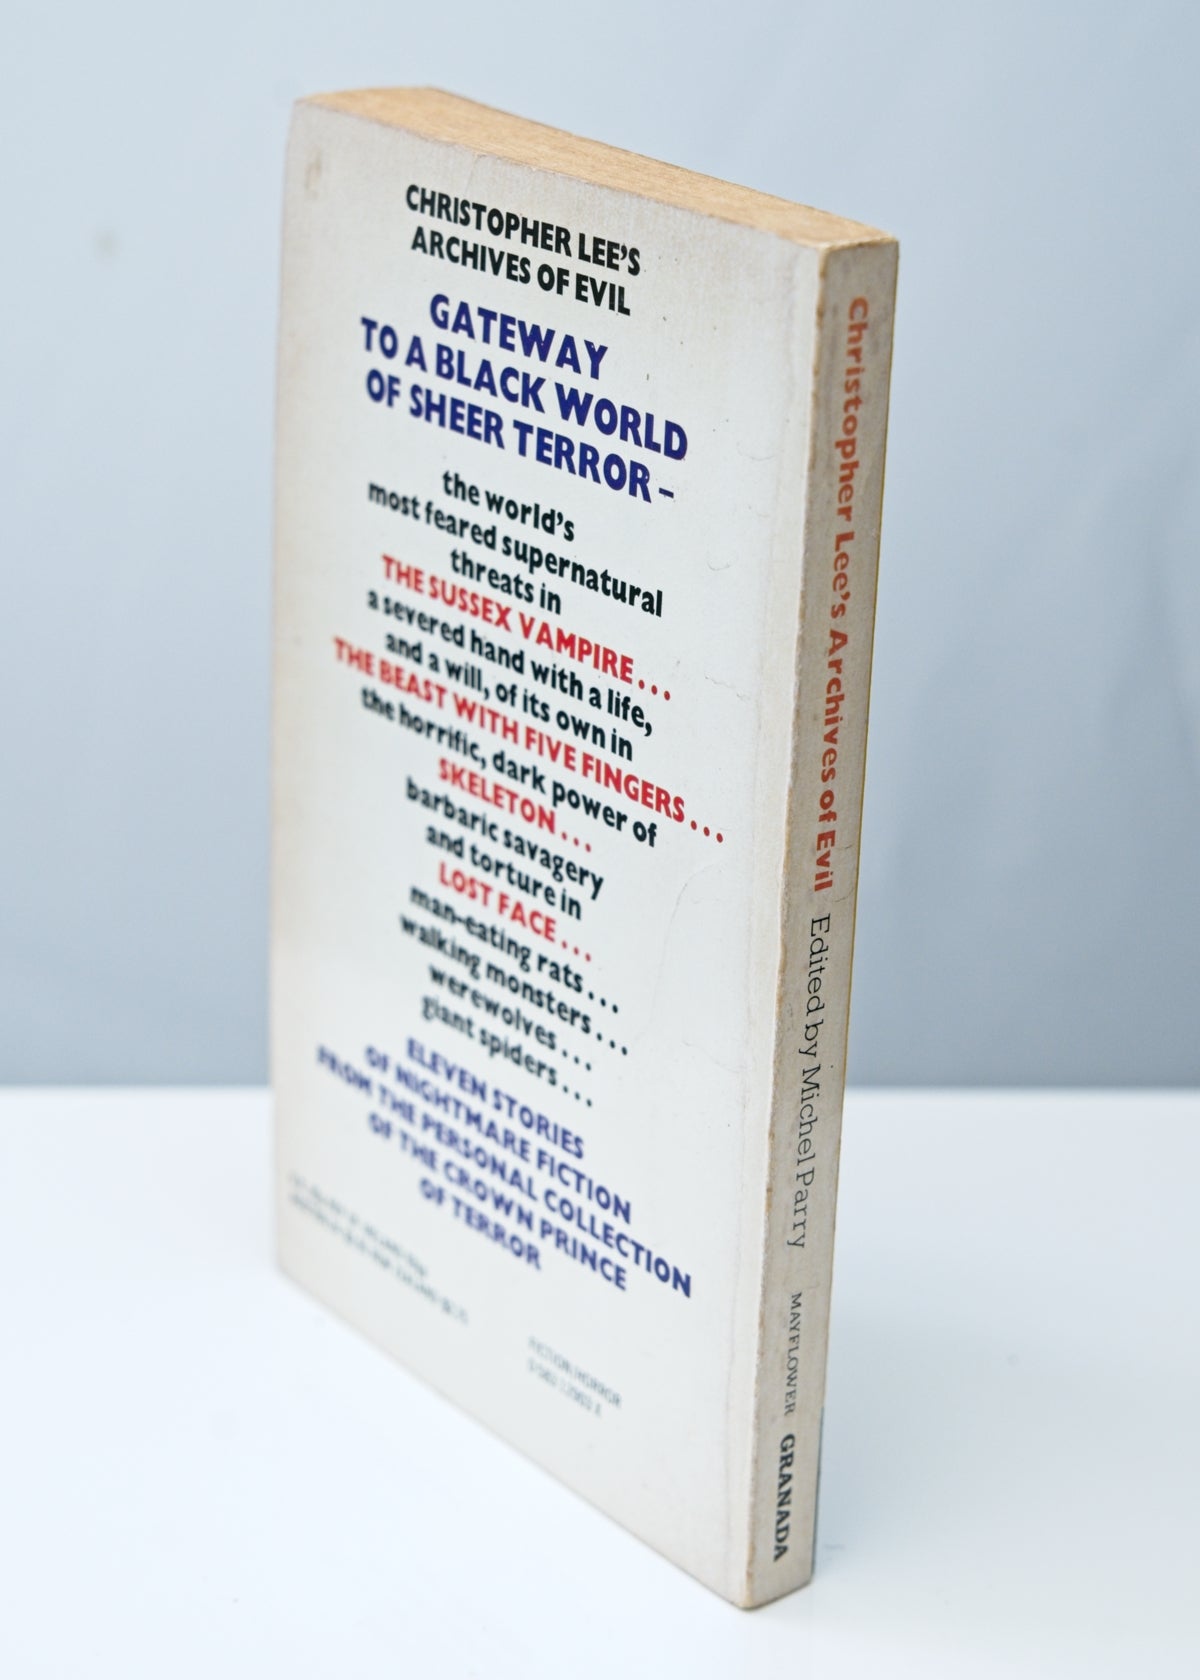 CHRISTOPHER LEE'S
ARCHIVES OF EVIL
GATEWAY
TO A BLACK WORLD
OF SHEER TERROR –
the world's
most feared supernatural
threats in
THE SUSSEX VAMPIRE...
a severed hand with a life,
and a will, of its own in
THE BEAST WITH FIVE FINGERS...
the horrific, dark power of
SKELETON...
barbaric savagery
and torture in
LOST FACE...
man-eating rats...
walking monsters...
werewolves...
giant spiders...
ELEVEN STORIES
OF NIGHTMARE FICTION
FROM THE PERSONAL COLLECTION
OF THE CROWN PRINCE
OF TERROR
FICTION/HORROR
Christopher Lee's Archives of Evil Edited by Michel Parry MAYFLOWER GRANADA